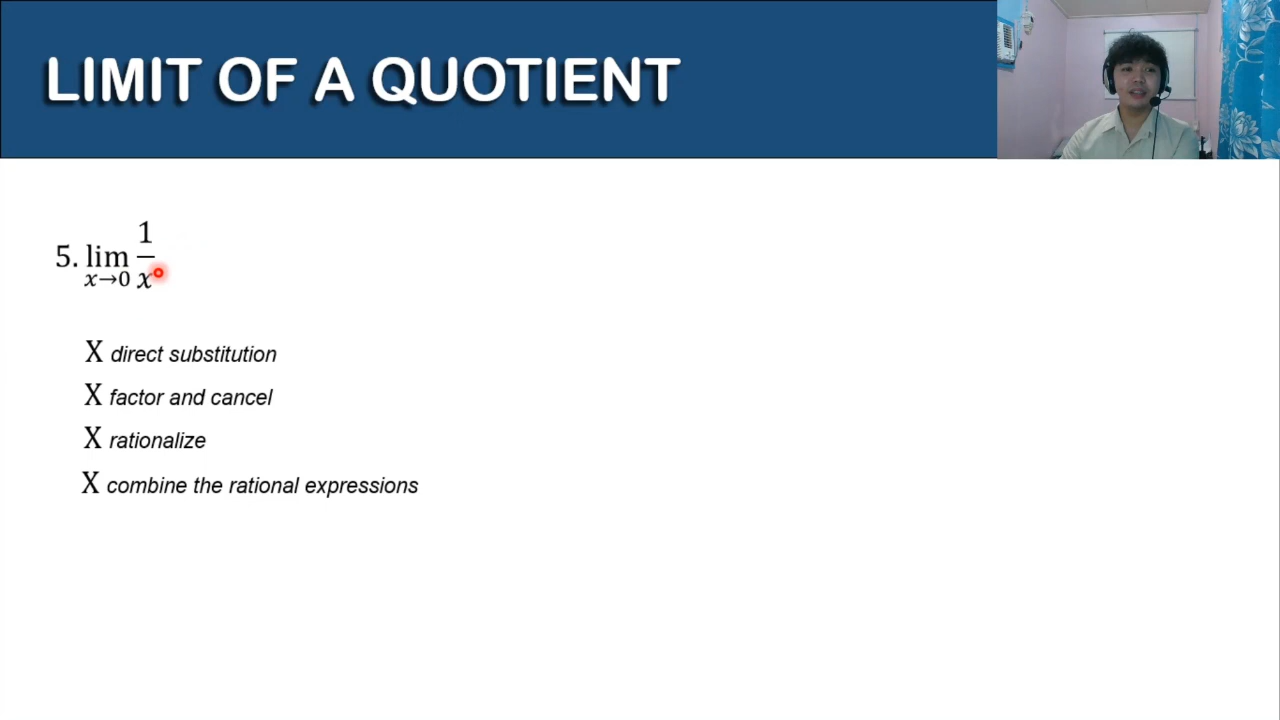 LIMIT OF A QUOTIENT
5. lim 1/x
x→0
X direct substitution
X factor and cancel
X rationalize
X combine the rational expressions